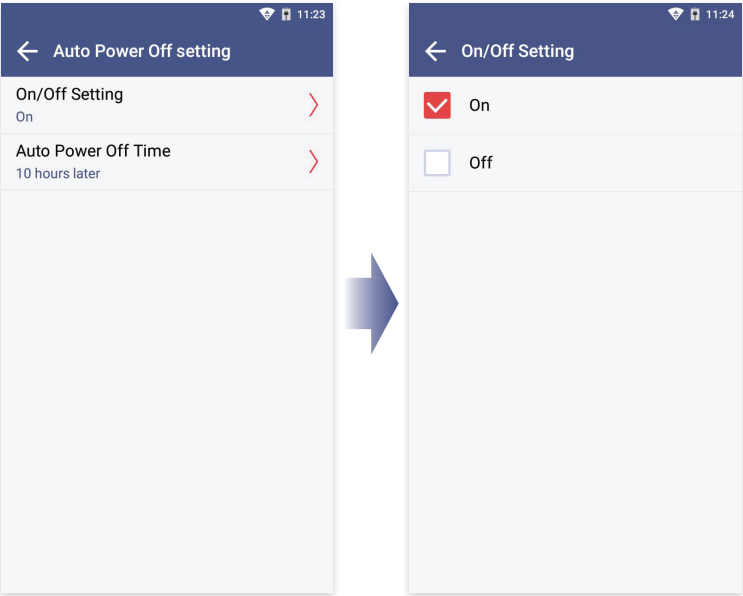 11:23
Auto Power Off setting
On/Off Setting
On
Auto Power Off Time
10 hours later
11:24
On/Off Setting
On
Off